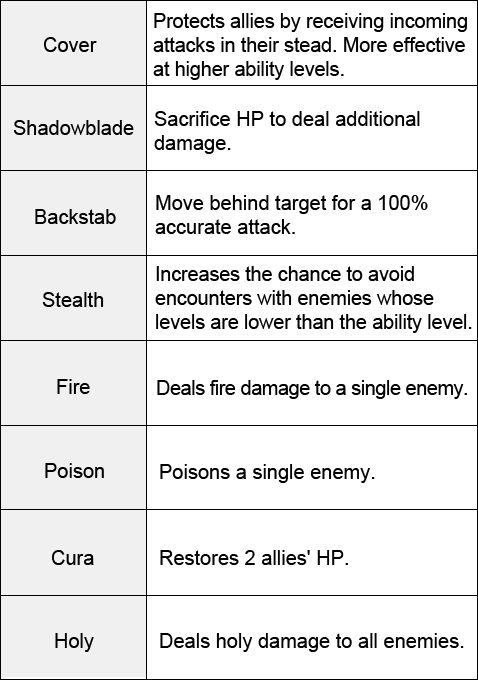 Cover
Protects allies by receiving incoming
attacks in their stead. More effective
at higher ability levels.
Shadowblade
Sacrifice HP to deal additional
damage.
Backstab
Move behind target for a 100%
accurate attack.
Stealth
Increases the chance to avoid
encounters with enemies whose
levels are lower than the ability level.
Fire
Deals fire damage to a single enemy.
Poison
Poisons a single enemy.
Cura
Restores 2 allies' HP.
Holy
Deals holy damage to all enemies.